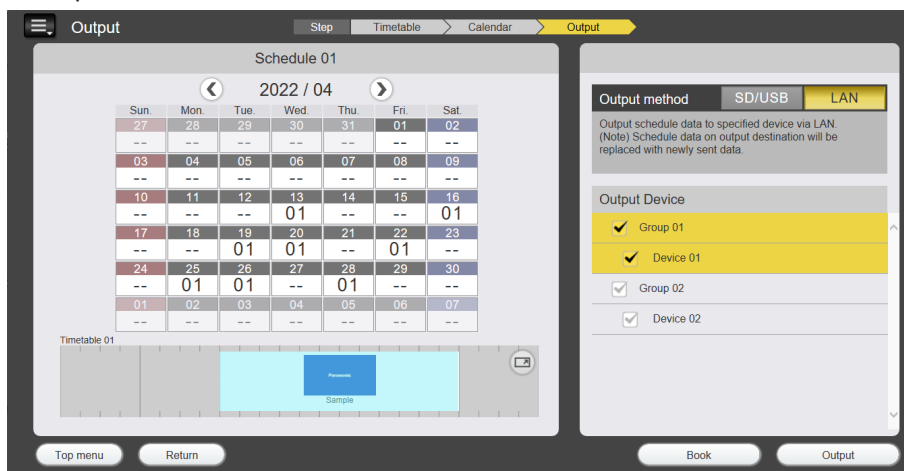 Output
Step Timetable Calendar Output
Schedule 01
2022 / 04
Sun. Mon. Tue. Wed. Thu. Fri. Sat.
27 28 29 30 31 01 02
-- -- -- -- -- -- --
03 04 05 06 07 08 09
-- -- -- -- -- -- --
10 11 12 13 14 15 16
-- -- -- 01 -- -- 01
17 18 19 20 21 22 23
-- -- 01 01 -- 01 --
24 25 26 27 28 29 30
-- 01 01 -- 01 -- --
01 02 03 04 05 06 07
-- -- -- -- -- -- --
Timetable 01
Panasonic
Sample
Output method SD/USB LAN
Output schedule data to specified device via LAN.
(Note) Schedule data on output destination will be
replaced with newly sent data.
Output Device
Group 01
Device 01
Group 02
Device 02
Top menu Return Book Output